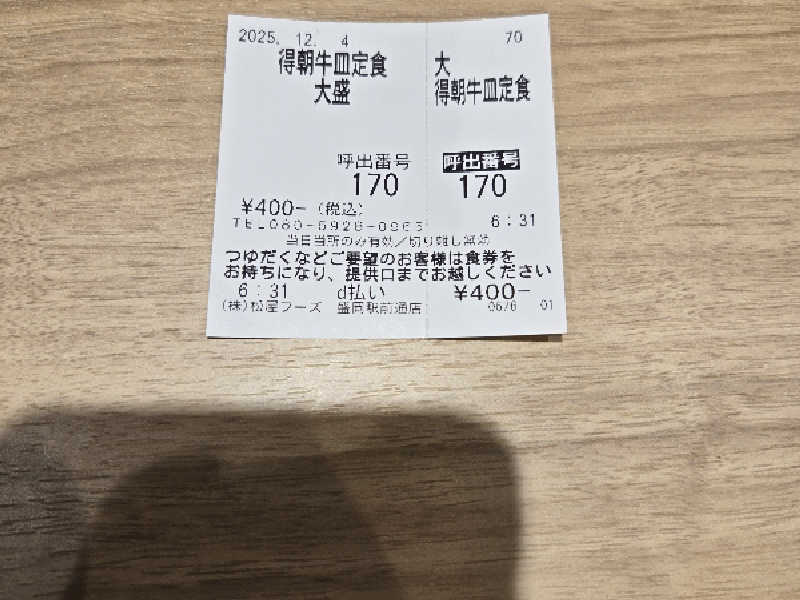 2025. 12. 4
70
得朝牛皿定食
大盛
大
得朝牛皿定食
呼出番号
170
呼出番号
170
¥400-(税込)
6:31
当日当所のみ有効/切り離し無効
つゆだくなどご要望のお客様は食券を
お持ちになり、提供口までお越しください
6:31 d払い ¥400-
(株)松屋フーズ 盛岡駅前通店
01